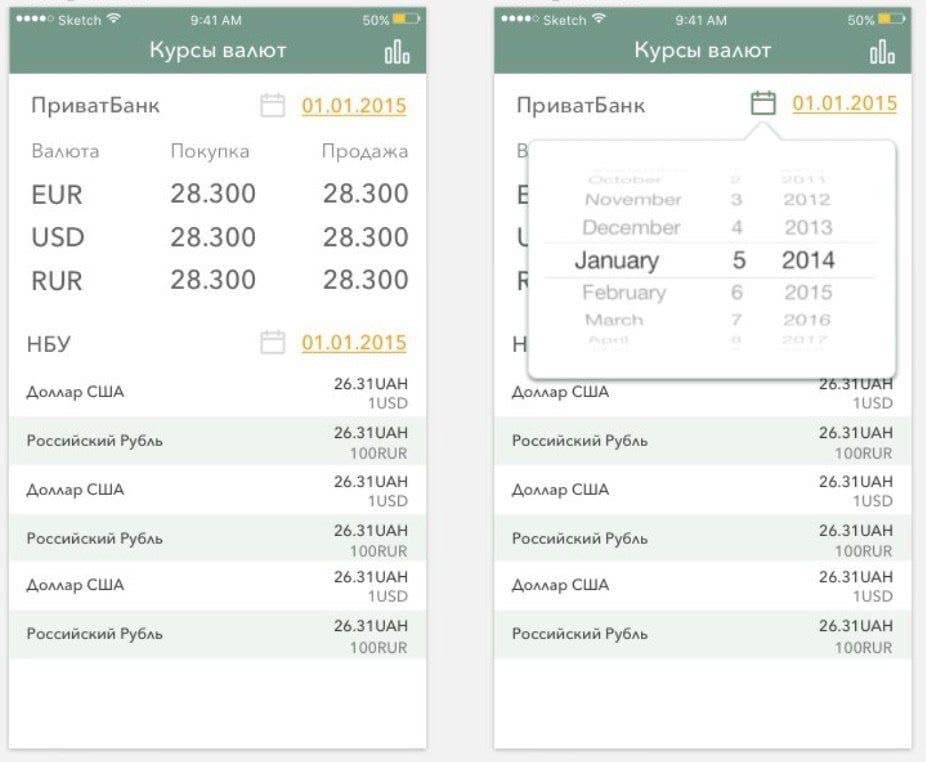 Sketch 9:41 AM 50%
Курсы валют
ПриватБанк 01.01.2015
Валюта Покупка Продажа
EUR 28.300 28.300
USD 28.300 28.300
RUR 28.300 28.300
НБУ 01.01.2015
Доллар США 26.31UAH
1USD
Российский Рубль 26.31UAH
100RUR
Доллар США 26.31UAH
1USD
Российский Рубль 26.31UAH
100RUR
Доллар США 26.31UAH
1USD
Российский Рубль 26.31UAH
100RUR
Sketch 9:41 AM 50%
Курсы валют
ПриватБанк 01.01.2015
October 2 2011
November 3 2012
December 4 2013
January 5 2014
February 6 2015
March 7 2016
April 8 2017
Доллар США 26.31UAH
1USD
Российский Рубль 26.31UAH
100RUR
Доллар США 26.31UAH
1USD
Российский Рубль 26.31UAH
100RUR
Доллар США 26.31UAH
1USD
Российский Рубль 26.31UAH
100RUR